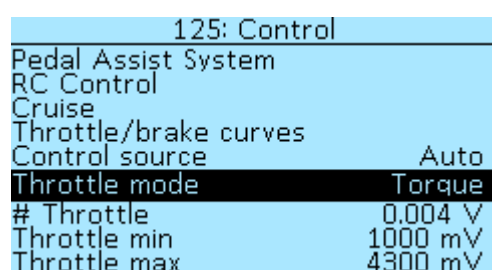 125: Control
Pedal Assist System
RC Control
Cruise
Throttle/brake curves
Control source Auto
Throttle mode Torque
# Throttle 0.004 V
Throttle min 1000 mV
Throttle max 4300 mV